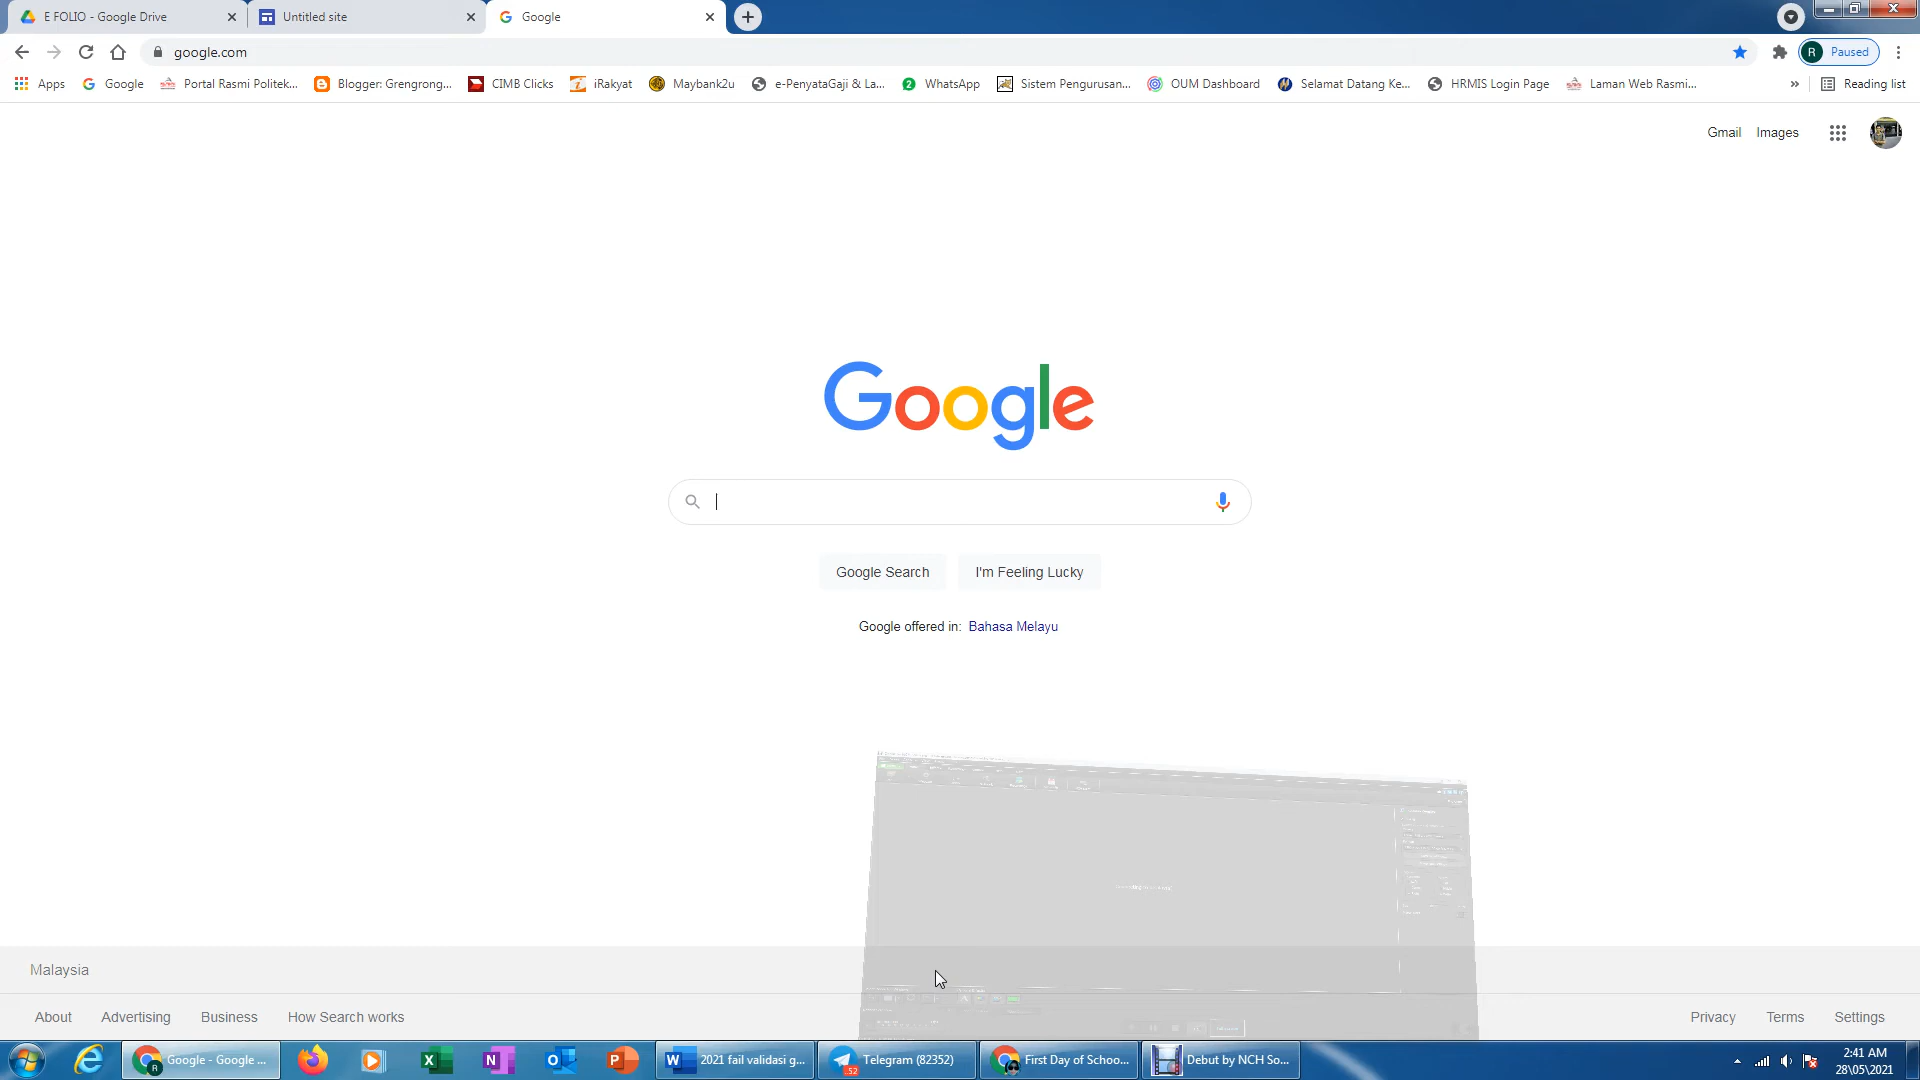 E FOLIO - Google Drive
Untitled site
Google
google.com
R Paused
Apps Google Portal Rasmi Politek... Blogger: Grengrong... CIMB Clicks iRakyat Maybank2u e-PenyataGaji & La... WhatsApp Sistem Pengurusan... OUM Dashboard Selamat Datang Ke... HRMIS Login Page Laman Web Rasmi... » Reading list
Gmail Images
Google
Google Search I'm Feeling Lucky
Google offered in: Bahasa Melayu
Malaysia
About Advertising Business How Search works Privacy Terms Settings
Google - Google ... 2021 fail validasi g... Telegram (82352) First Day of Schoo... Debut by NCH So...
52
2:41 AM
28/05/2021